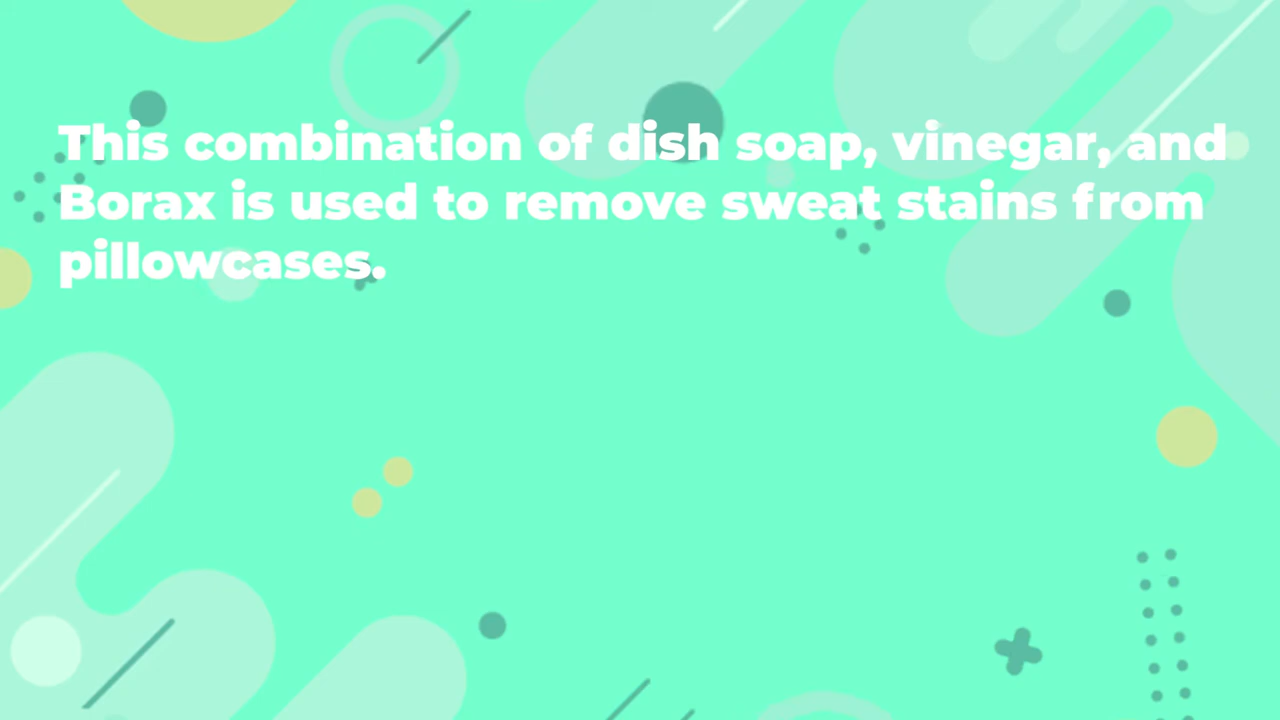 This combination of dish soap, vinegar, and
Borax is used to remove sweat stains from
pillowcases.